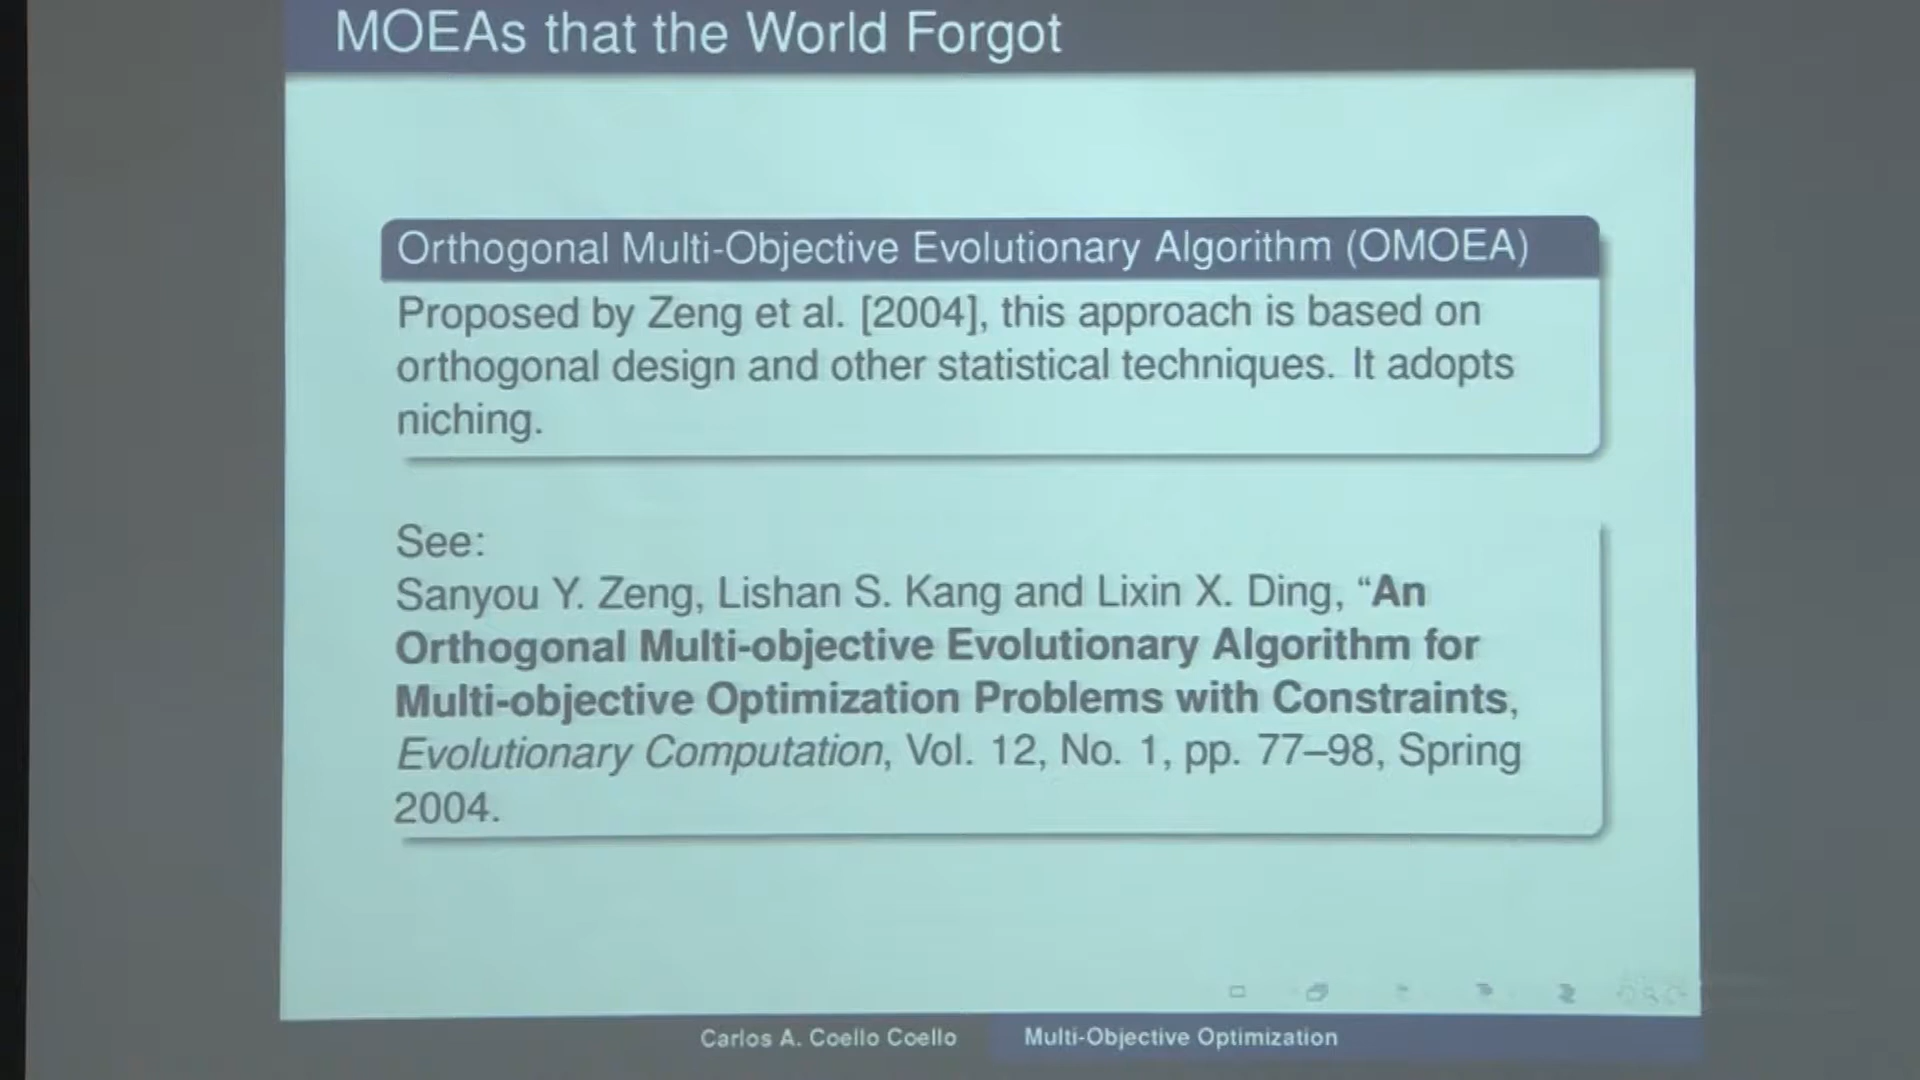 MOEAs that the World Forgot
Orthogonal Multi-Objective Evolutionary Algorithm (OMOEA)
Proposed by Zeng et al. [2004], this approach is based on
orthogonal design and other statistical techniques. It adopts
niching.
See:
Sanyou Y. Zeng, Lishan S. Kang and Lixin X. Ding, “An
Orthogonal Multi-objective Evolutionary Algorithm for
Multi-objective Optimization Problems with Constraints,
Evolutionary Computation, Vol. 12, No. 1, pp. 77–98, Spring
2004.
Carlos A. Coello Coello
Multi-Objective Optimization